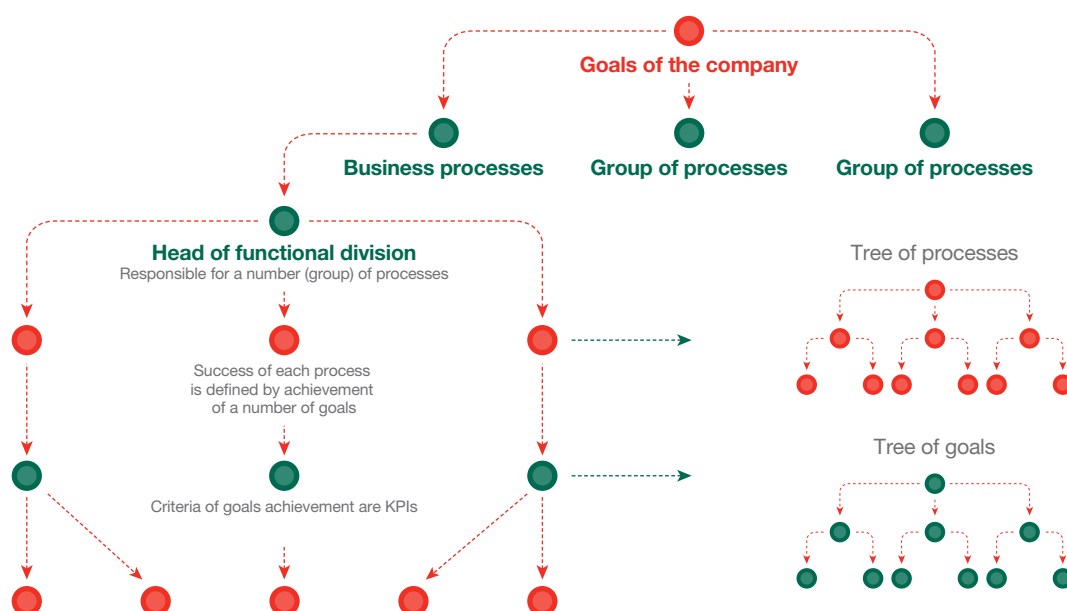 Goals of the company
Business processes
Group of processes
Group of processes
Head of functional division
Responsible for a number (group) of processes
Tree of processes
Success of each process
is defined by achievement
of a number of goals
Tree of goals
Criteria of goals achievement are KPIs